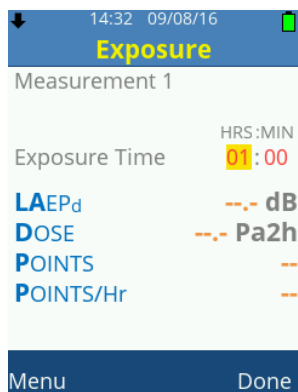 14:32 09/08/16
Exposure
Measurement 1
HRS:MIN
Exposure Time 01:00
LAEPd --.- dB
DOSE --.- Pa2h
POINTS --
POINTS/Hr --
Menu Done